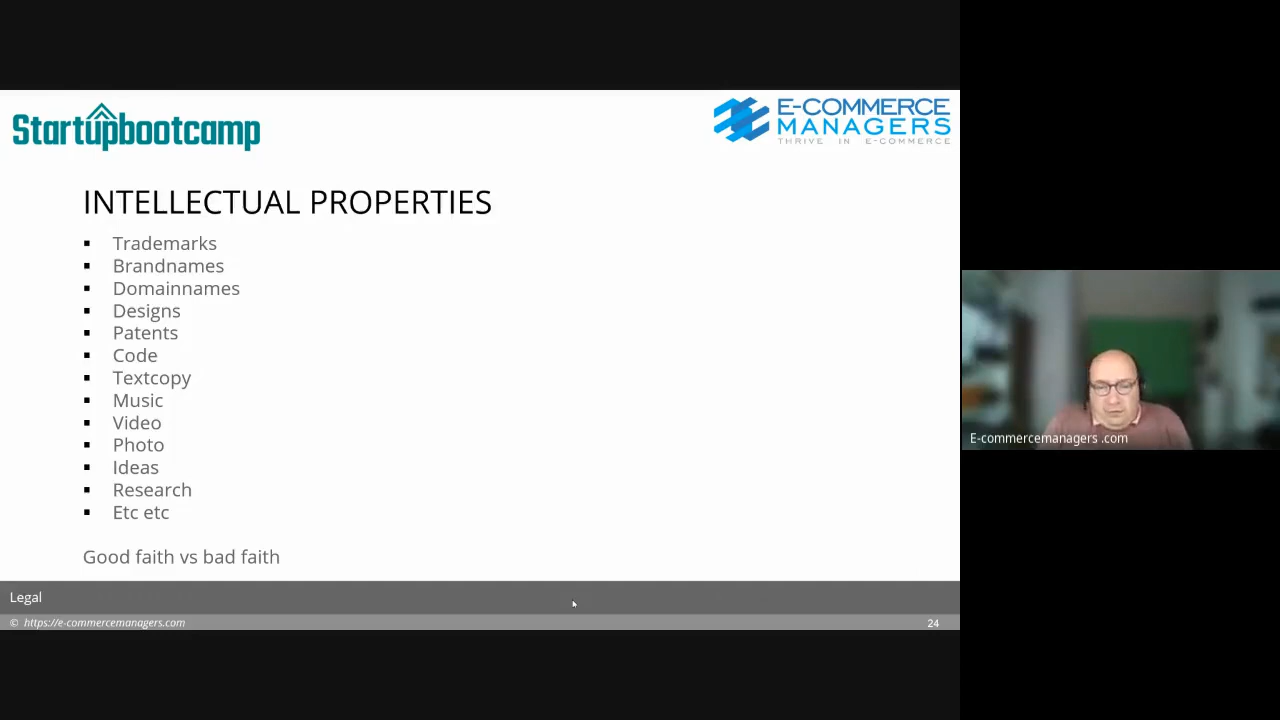 Startupbootcamp
E-COMMERCE
MANAGERS
THRIVE IN E-COMMERCE
INTELLECTUAL PROPERTIES
▪ Trademarks
▪ Brandnames
▪ Domainnames
▪ Designs
▪ Patents
▪ Code
▪ Textcopy
▪ Music
▪ Video
▪ Photo
▪ Ideas
▪ Research
▪ Etc etc
Good faith vs bad faith
Legal
© https://e-commercemanagers.com
24
E-commercemanagers .com